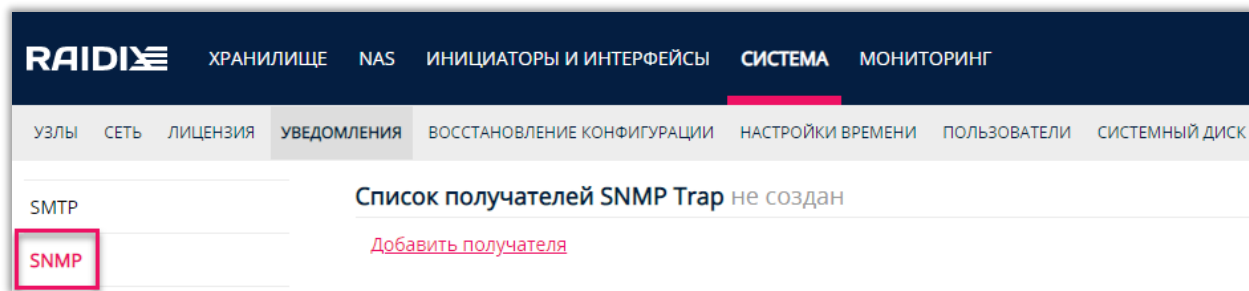 RAIDIX ХРАНИЛИЩЕ NAS ИНИЦИАТОРЫ И ИНТЕРФЕЙСЫ СИСТЕМА МОНИТОРИНГ
УЗЛЫ СЕТЬ ЛИЦЕНЗИЯ УВЕДОМЛЕНИЯ ВОССТАНОВЛЕНИЕ КОНФИГУРАЦИИ НАСТРОЙКИ ВРЕМЕНИ ПОЛЬЗОВАТЕЛИ СИСТЕМНЫЙ ДИСК
SMTP
SNMP
Список получателей SNMP Trap не создан
Добавить получателя